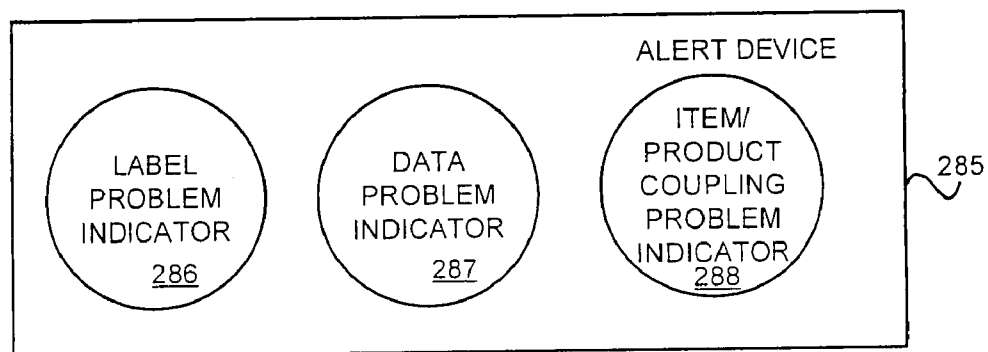 ALERT DEVICE
LABEL
PROBLEM
INDICATOR
286
DATA
PROBLEM
INDICATOR
287
ITEM/
PRODUCT
COUPLING
PROBLEM
INDICATOR
288
285